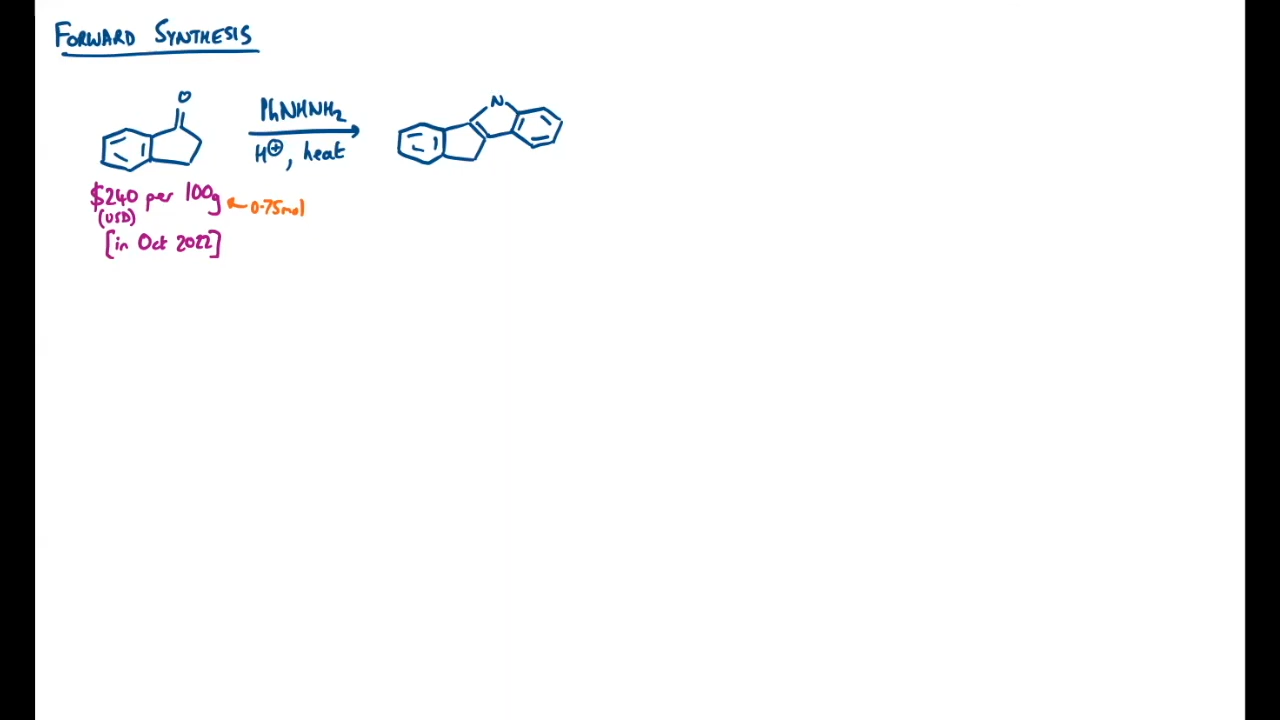 FORWARD SYNTHESIS
O
PhNHNH₂
H⊕, heat
N
$240 per 100g
(USD)
0.75mol
[in Oct 2022]